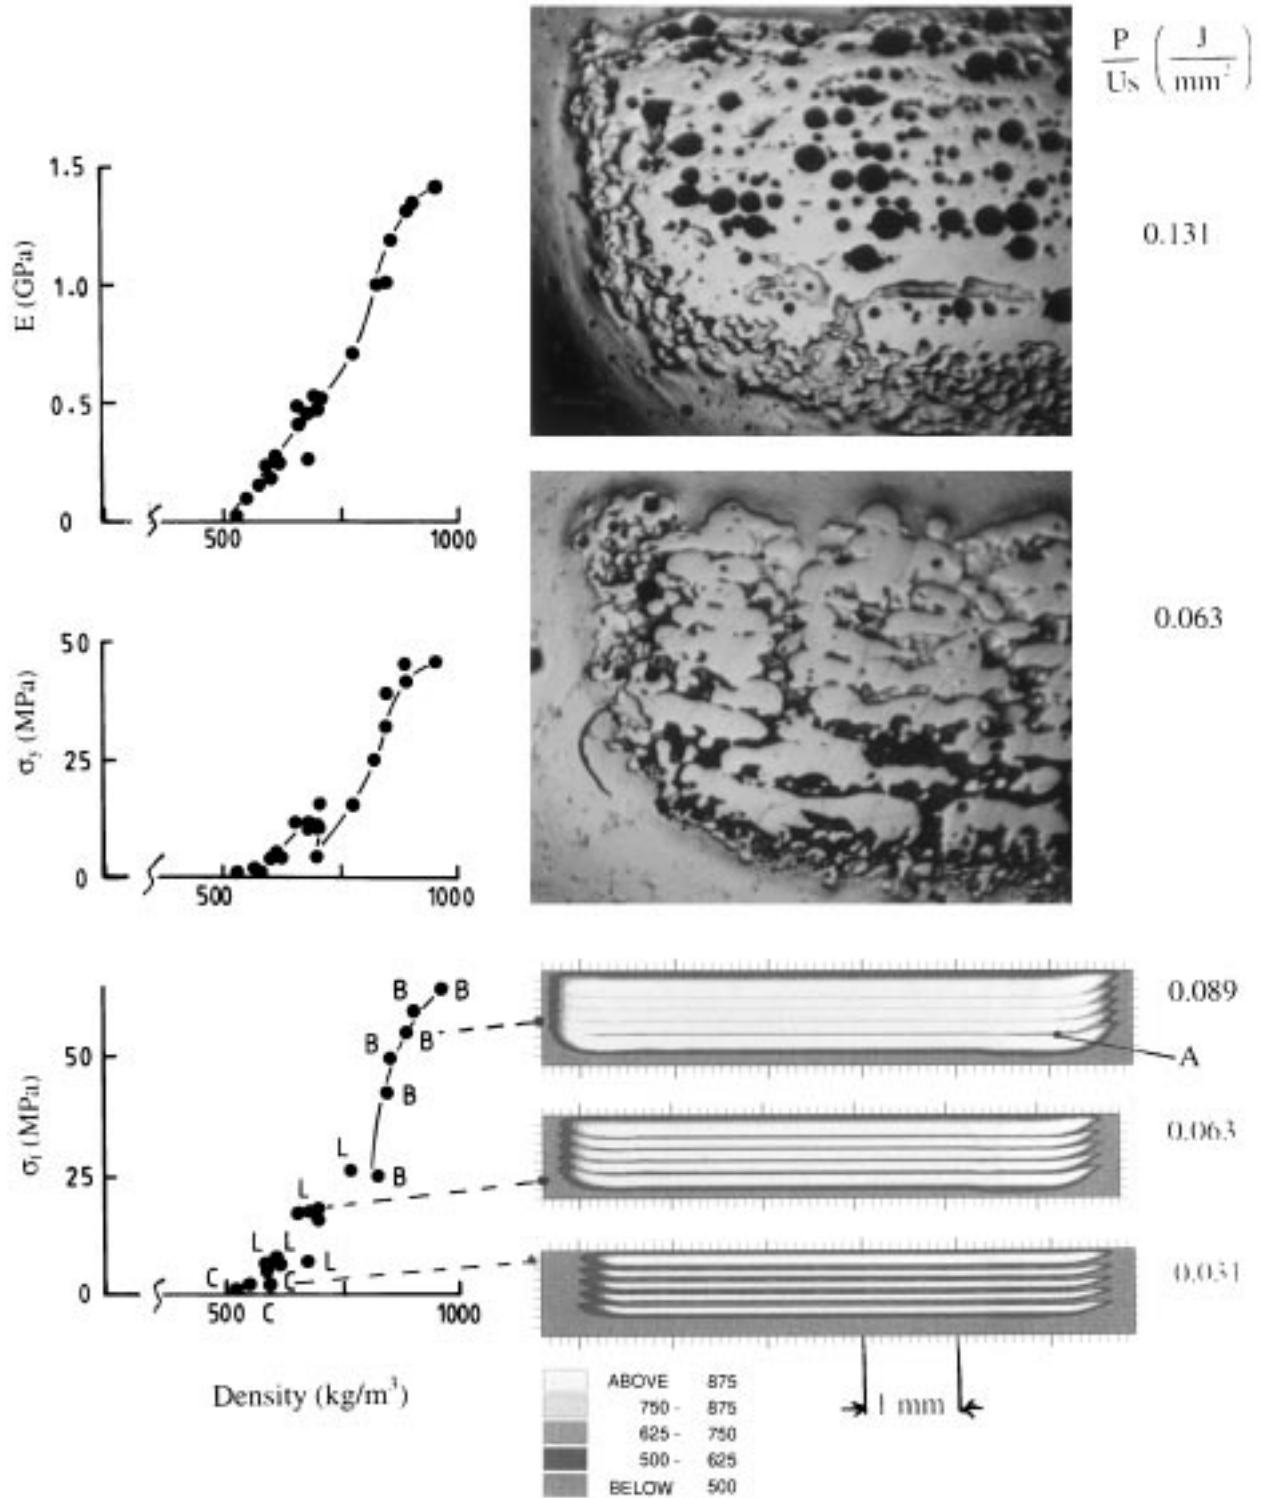 P
Us
( J
mm² )
1.5
1.0
0.5
0
500
1000
E (GPa)
0.131
50
25
0
500
1000
σy (MPa)
0.063
50
25
0
500
1000
σt (MPa)
B B
B B
B
L B
L
L L L
C C
C
Density (kg/m³)
0.089
A
0.063
0.031
ABOVE 875
750 - 875
625 - 750
500 - 625
BELOW 500
1 mm